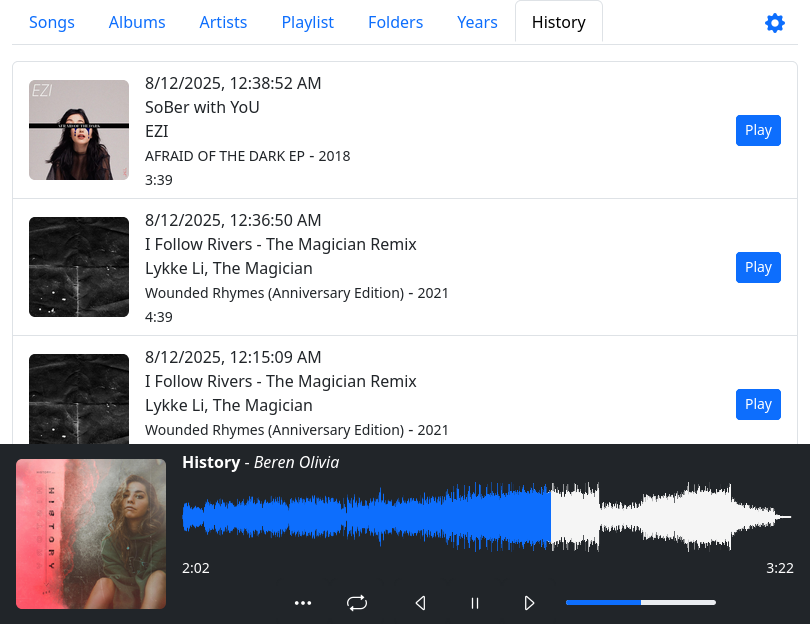 Songs Albums Artists Playlist Folders Years History
EZI
AFRAID OF THE DARK
8/12/2025, 12:38:52 AM
SoBer with YoU
EZI
AFRAID OF THE DARK EP - 2018
3:39
Play
8/12/2025, 12:36:50 AM
I Follow Rivers - The Magician Remix
Lykke Li, The Magician
Wounded Rhymes (Anniversary Edition) - 2021
4:39
Play
8/12/2025, 12:15:09 AM
I Follow Rivers - The Magician Remix
Lykke Li, The Magician
Wounded Rhymes (Anniversary Edition) - 2021
Play
HISTORY
History - Beren Olivia
2:02 3:22